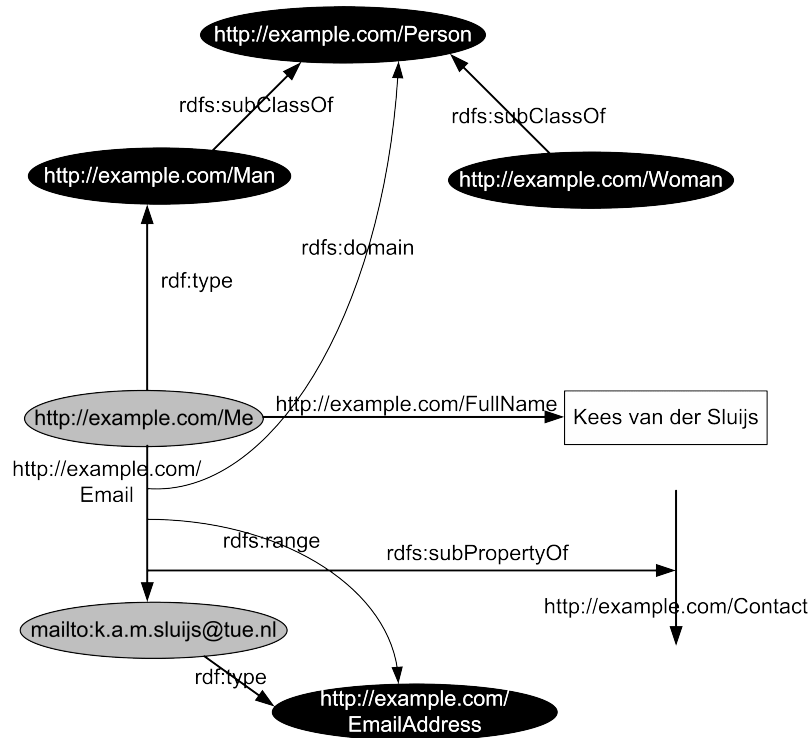 http://example.com/Person
rdfs:subClassOf
rdfs:subClassOf
http://example.com/Man
http://example.com/Woman
rdfs:domain
rdf:type
http://example.com/FullName
http://example.com/Me
Kees van der Sluijs
http://example.com/
Email
rdfs:range
rdfs:subPropertyOf
http://example.com/Contact
mailto:k.a.m.sluijs@tue.nl
rdf:type
http://example.com/
EmailAddress